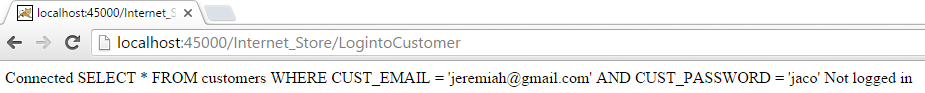 localhost:45000/Internet_S
localhost:45000/Internet_Store/LogintoCustomer
Connected SELECT * FROM customers WHERE CUST_EMAIL = 'jeremiah@gmail.com' AND CUST_PASSWORD = 'jaco' Not logged in